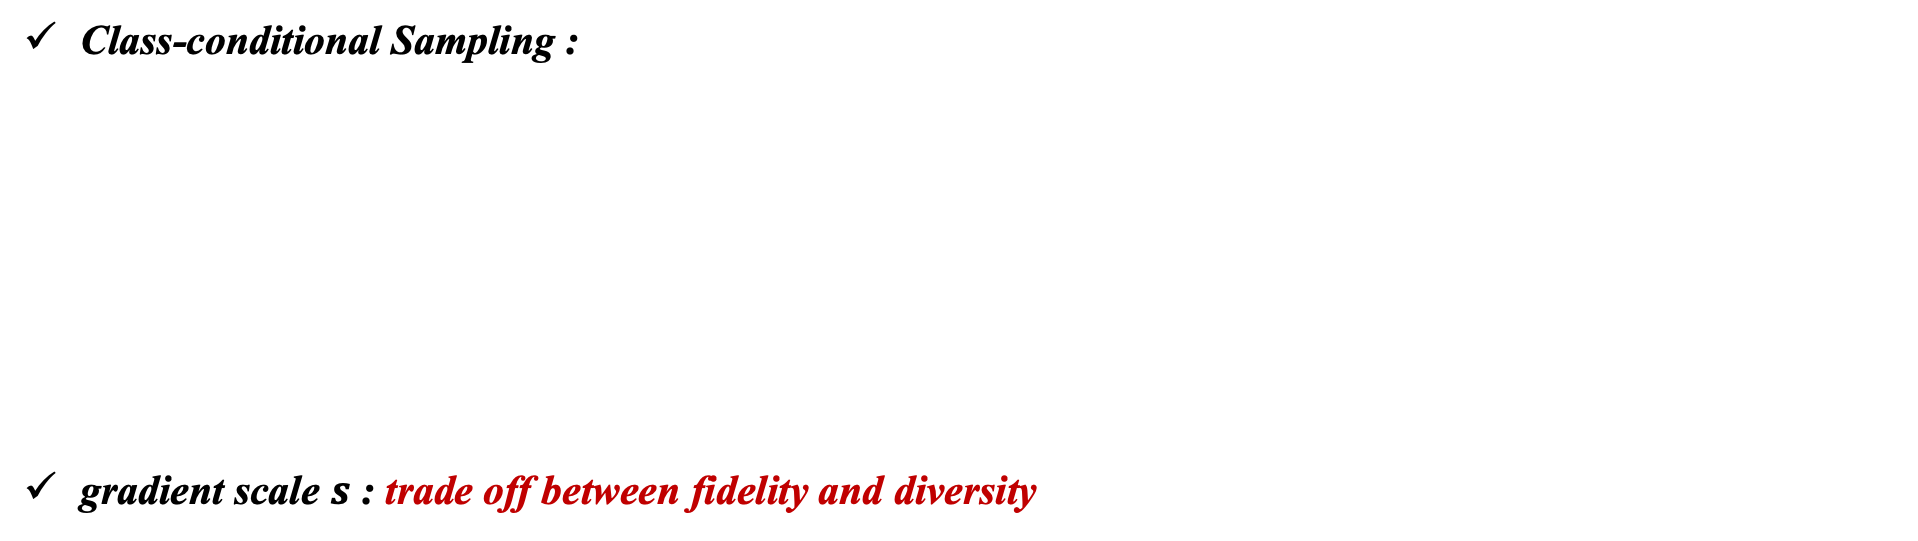 ✓ Class-conditional Sampling :
✓ gradient scale s : trade off between fidelity and diversity